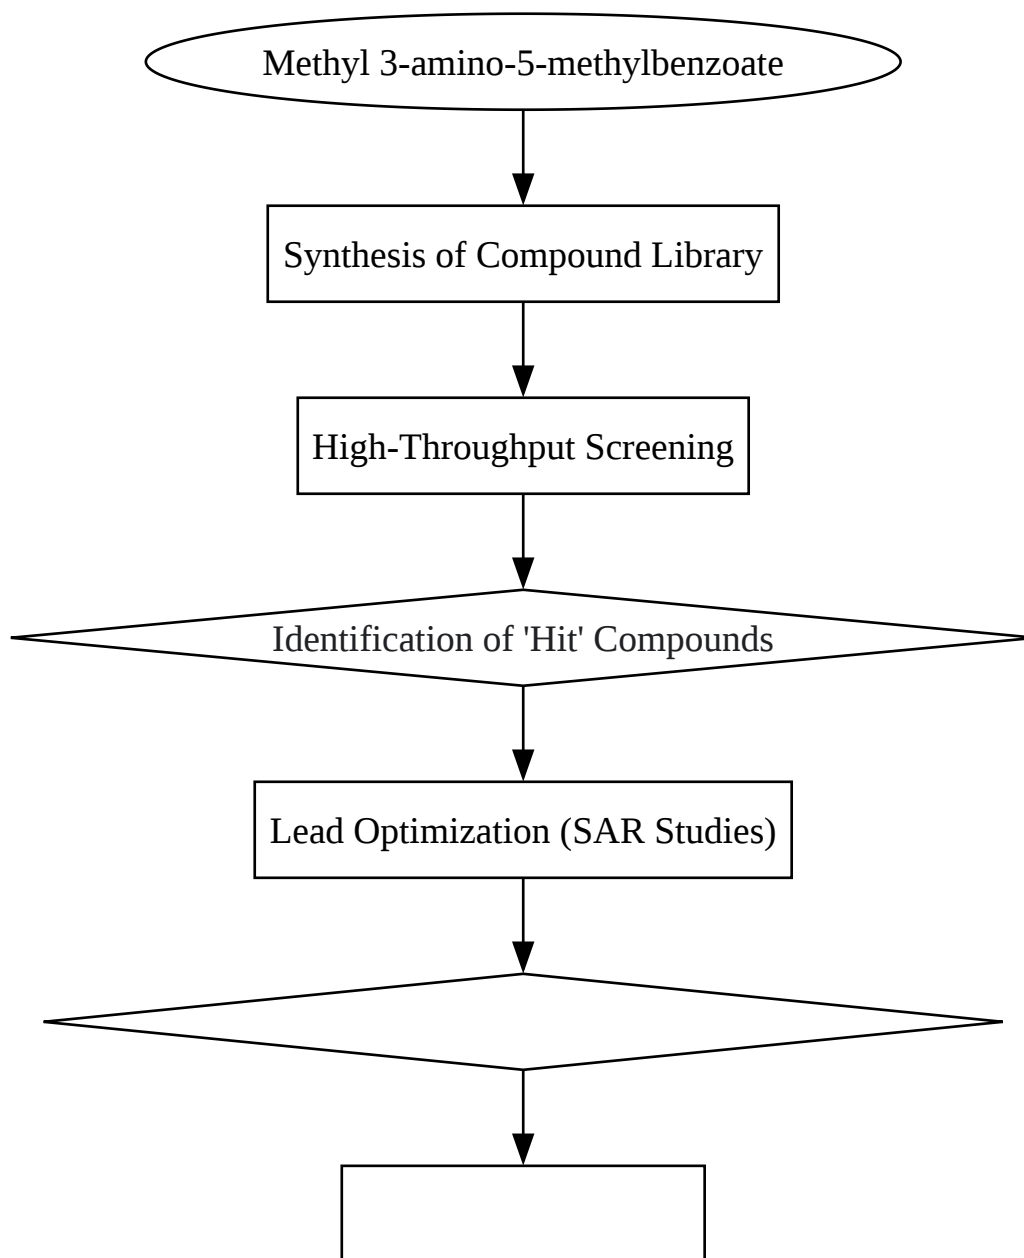 Methyl 3-amino-5-methylbenzoate
Synthesis of Compound Library
High-Throughput Screening
Identification of 'Hit' Compounds
Lead Optimization (SAR Studies)